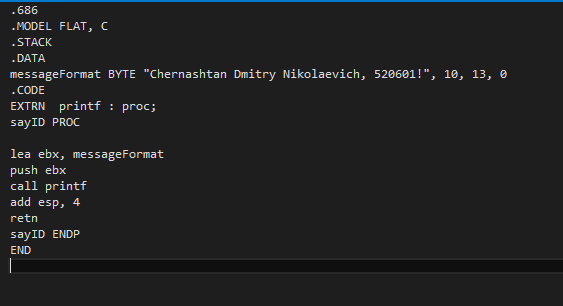 .686
.MODEL FLAT, C
.STACK
.DATA
messageFormat BYTE "Chernashtan Dmitry Nikolaevich, 520601!", 10, 13, 0
.CODE
EXTRN  printf : proc;
sayID PROC

lea ebx, messageFormat
push ebx
call printf
add esp, 4
retn
sayID ENDP
END